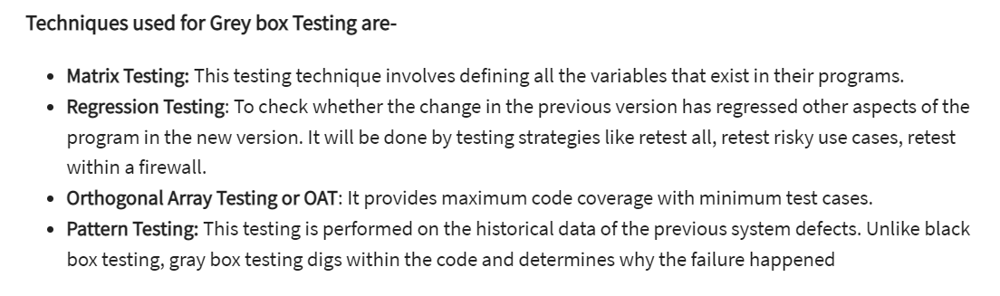 Techniques used for Grey box Testing are-
• Matrix Testing: This testing technique involves defining all the variables that exist in their programs.
• Regression Testing: To check whether the change in the previous version has regressed other aspects of the
program in the new version. It will be done by testing strategies like retest all, retest risky use cases, retest
within a firewall.
• Orthogonal Array Testing or OAT: It provides maximum code coverage with minimum test cases.
• Pattern Testing: This testing is performed on the historical data of the previous system defects. Unlike black
box testing, gray box testing digs within the code and determines why the failure happened